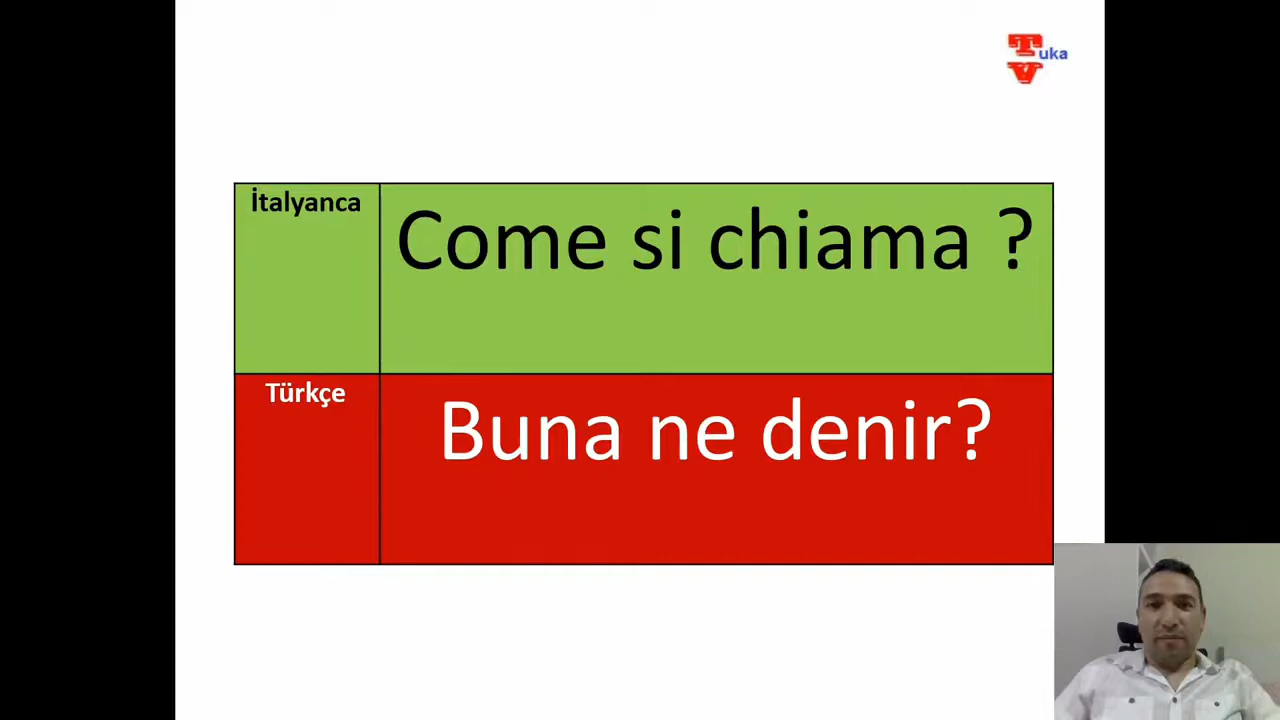 T uka
V
İtalyanca
Come si chiama ?
Türkçe
Buna ne denir?